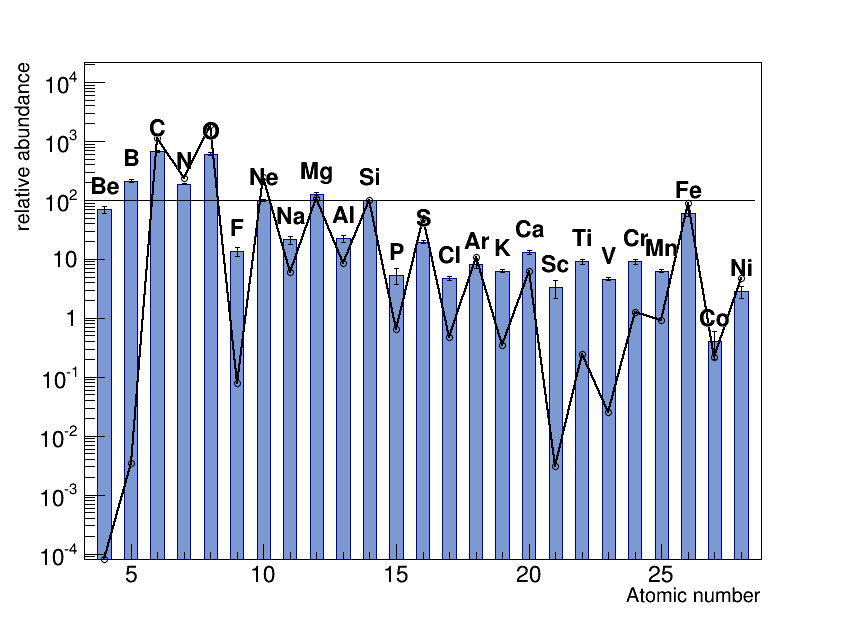 relative abundance
10^4
10^3
10^2
10
1
10^-1
10^-2
10^-3
10^-4
Be B C N O F Ne Na Mg Al Si P S Cl Ar K Ca Sc Ti V Cr Mn Fe Co Ni
5 10 15 20 25
Atomic number